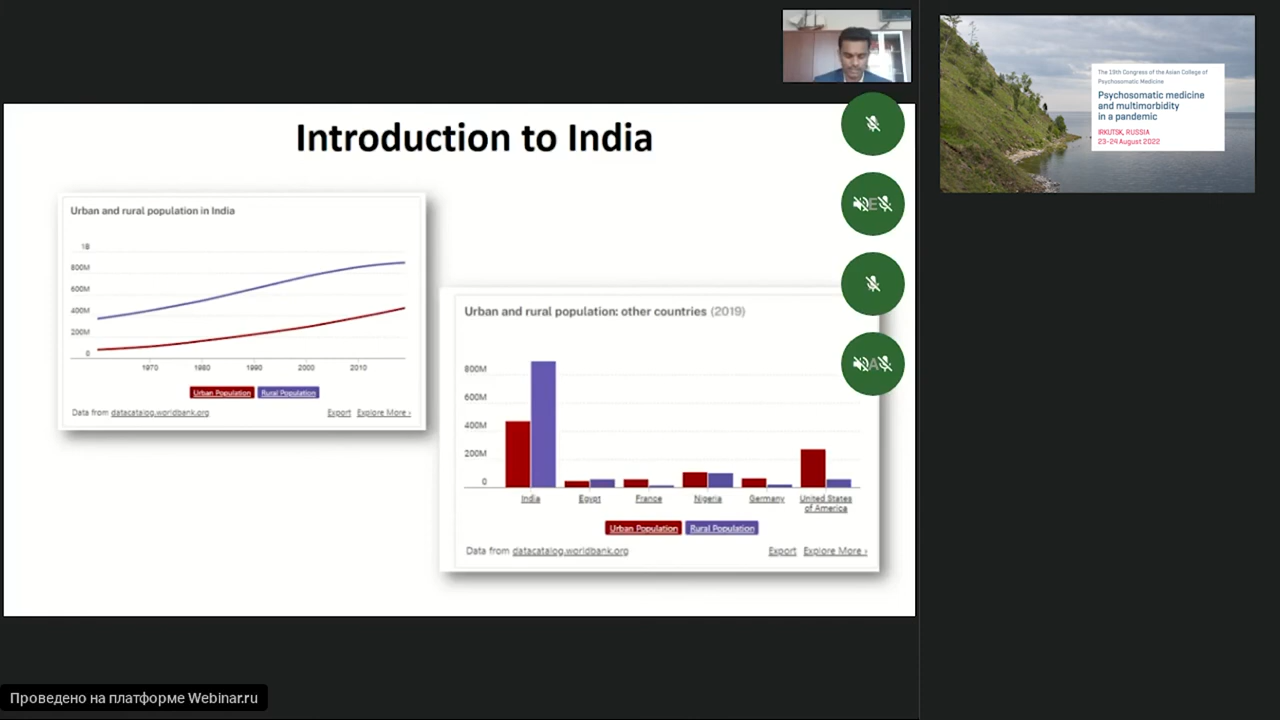 The 19th Congress of the Asian College of
Psychosomatic Medicine
Psychosomatic medicine
and multimorbidity
in a pandemic
IRKUTSK, RUSSIA
23-24 August 2022
Introduction to India
Urban and rural population in India
1B
800M
600M
400M
200M
0
1970 1980 1990 2000 2010
Urban Population Rural Population
Data from datacatalog.worldbank.org Export Explore More ›
Urban and rural population: other countries (2019)
800M
600M
400M
200M
0
India Egypt France Nigeria Germany United States
of America
Urban Population Rural Population
Data from datacatalog.worldbank.org Export Explore More ›
E
A
Проведено на платформе Webinar.ru